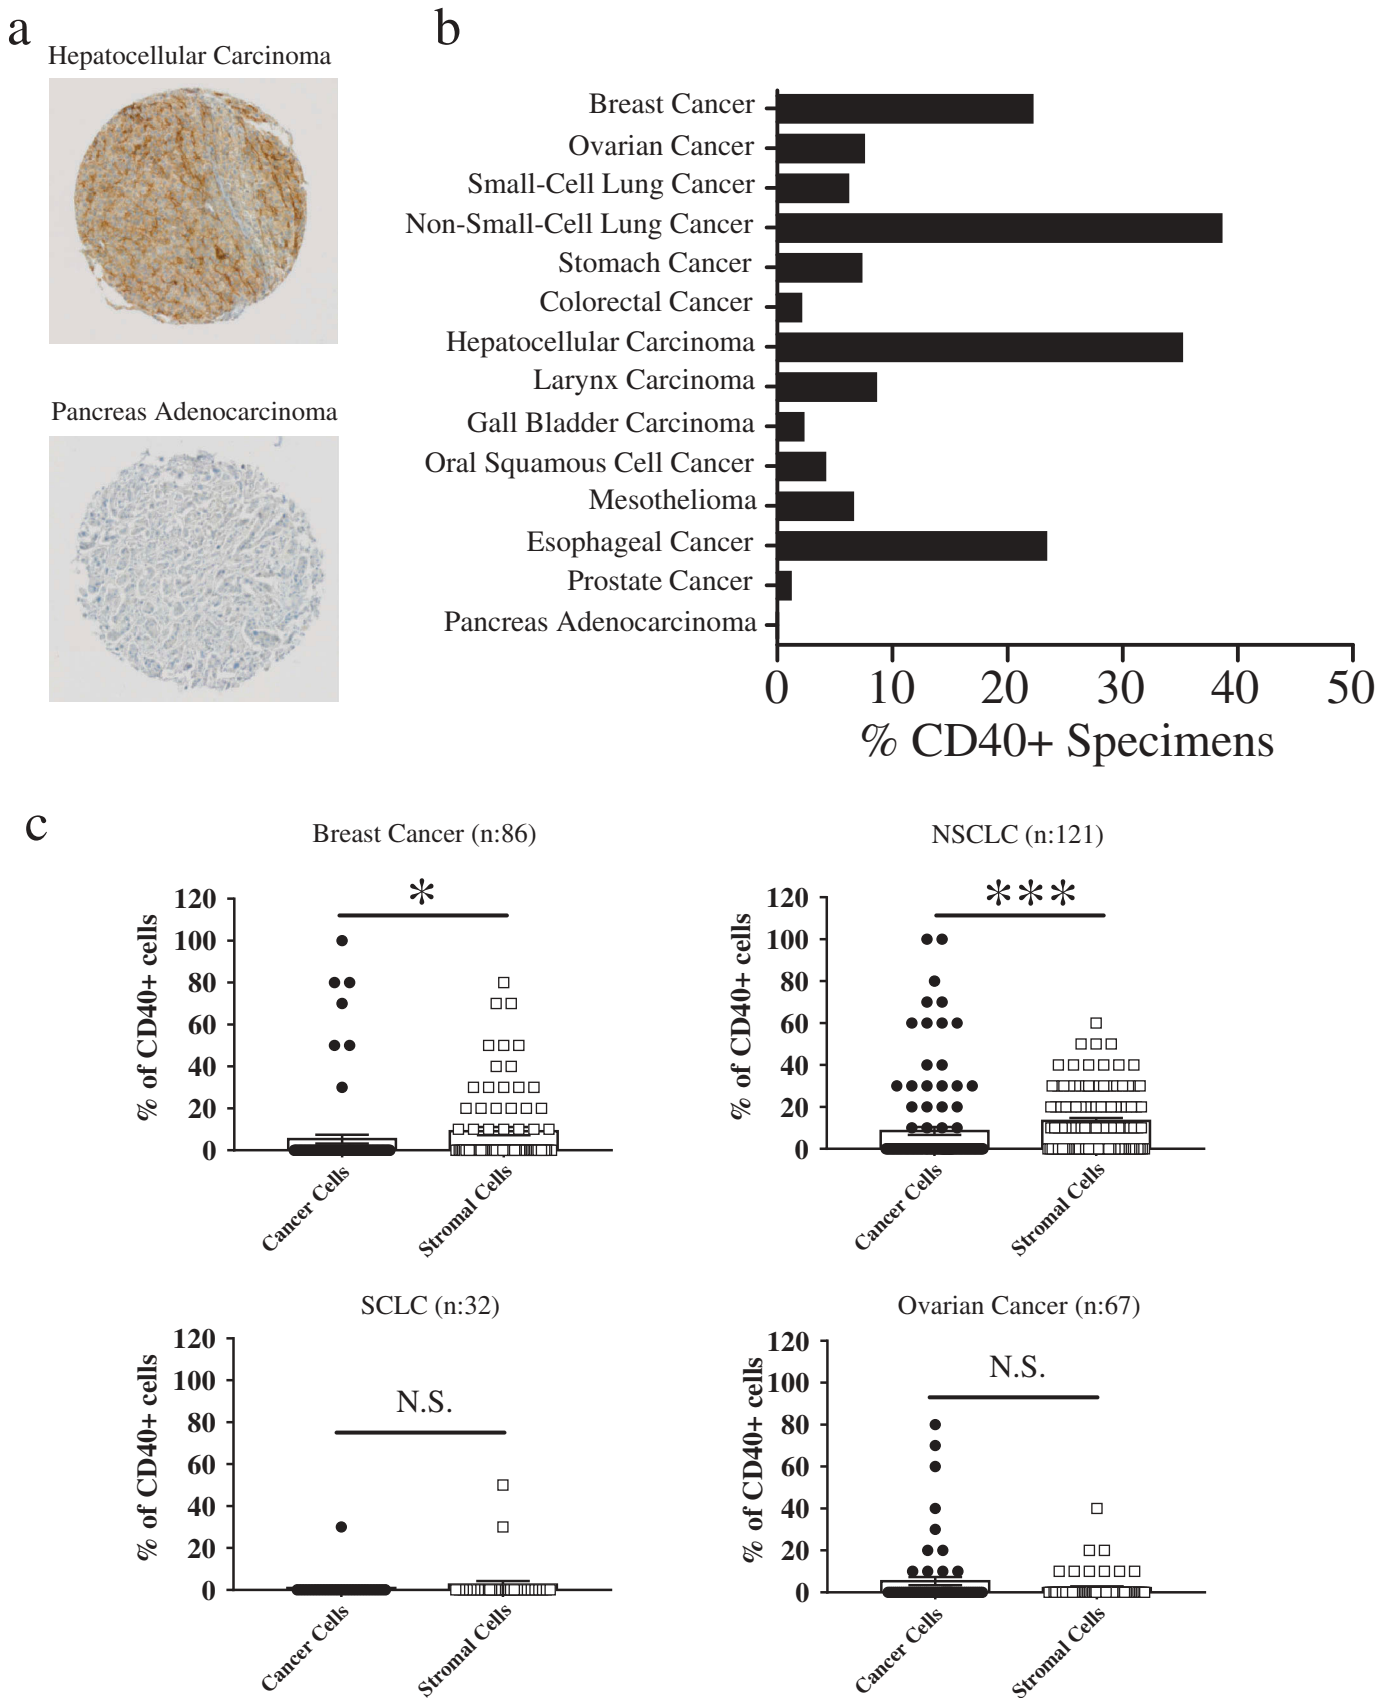 a
Hepatocellular Carcinoma
Pancreas Adenocarcinoma
b
Breast Cancer
Ovarian Cancer
Small-Cell Lung Cancer
Non-Small-Cell Lung Cancer
Stomach Cancer
Colorectal Cancer
Hepatocellular Carcinoma
Larynx Carcinoma
Gall Bladder Carcinoma
Oral Squamous Cell Cancer
Mesothelioma
Esophageal Cancer
Prostate Cancer
Pancreas Adenocarcinoma
0 10 20 30 40 50
% CD40+ Specimens
c
Breast Cancer (n:86)
% of CD40+ cells
120
100
80
60
40
20
0
*
Cancer Cells
Stromal Cells
NSCLC (n:121)
% of CD40+ cells
120
100
80
60
40
20
0
***
Cancer Cells
Stromal Cells
SCLC (n:32)
% of CD40+ cells
120
100
80
60
40
20
0
N.S.
Cancer Cells
Stromal Cells
Ovarian Cancer (n:67)
% of CD40+ cells
120
100
80
60
40
20
0
N.S.
Cancer Cells
Stromal Cells